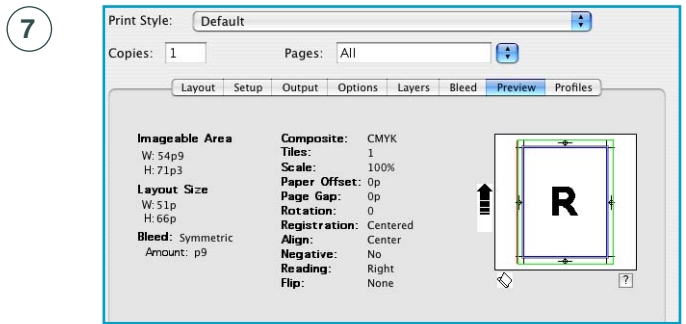 7
Print Style: Default
Copies: 1 Pages: All
Layout Setup Output Options Layers Bleed Preview Profiles
Imageable Area
W: 54p9
H: 71p3
Layout Size
W: 51p
H: 66p
Bleed: Symmetric
Amount: p9
Composite: CMYK
Tiles: 1
Scale: 100%
Paper Offset: 0p
Page Gap: 0p
Rotation: 0
Registration: Centered
Align: Center
Negative: No
Reading: Right
Flip: None
R
?